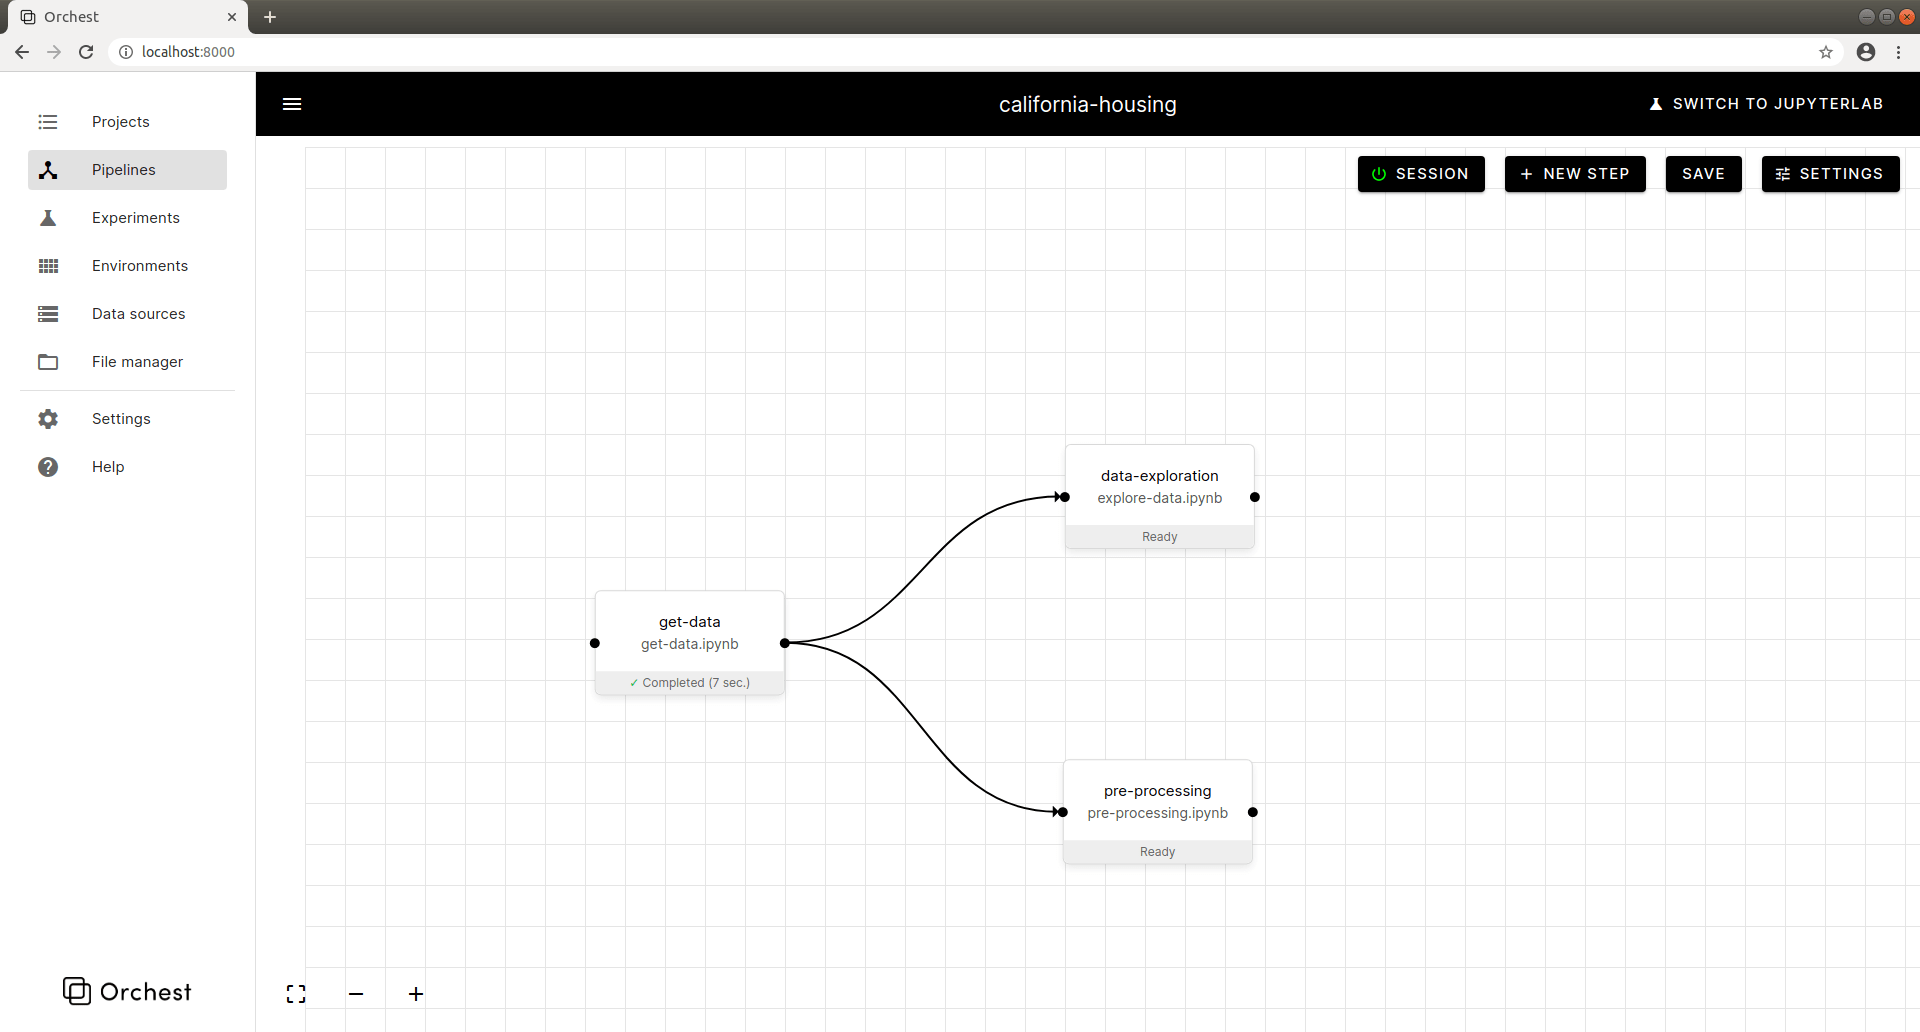 Orchest
localhost:8000
Projects
Pipelines
Experiments
Environments
Data sources
File manager
Settings
Help
Orchest
california-housing
SWITCH TO JUPYTERLAB
SESSION
NEW STEP
SAVE
SETTINGS
data-exploration
explore-data.ipynb
Ready
get-data
get-data.ipynb
✓ Completed (7 sec.)
pre-processing
pre-processing.ipynb
Ready